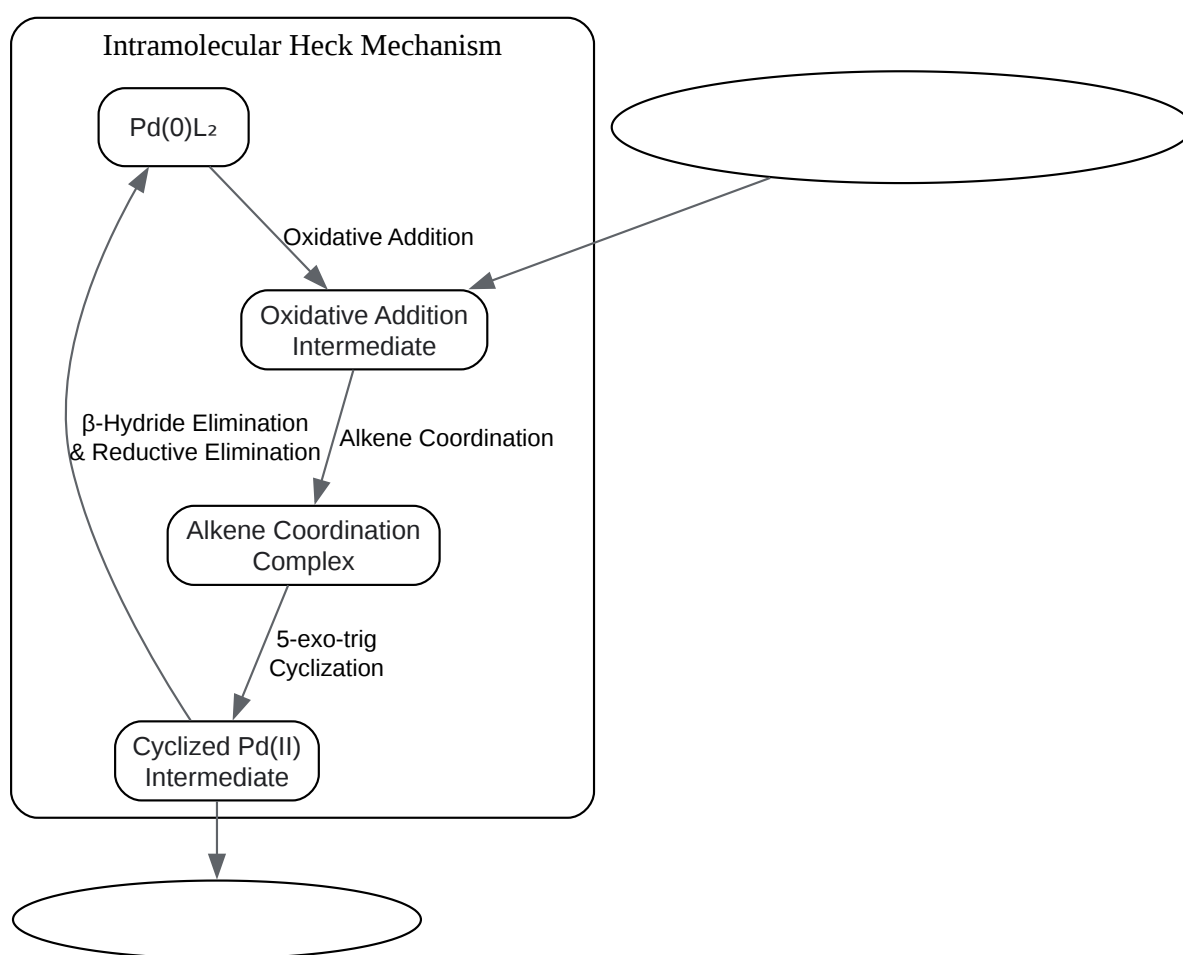 Intramolecular Heck Mechanism
Pd(0)L₂
Oxidative Addition
Oxidative Addition
Intermediate
β-Hydride Elimination
& Reductive Elimination
Alkene Coordination
Alkene Coordination
Complex
5-exo-trig
Cyclization
Cyclized Pd(II)
Intermediate